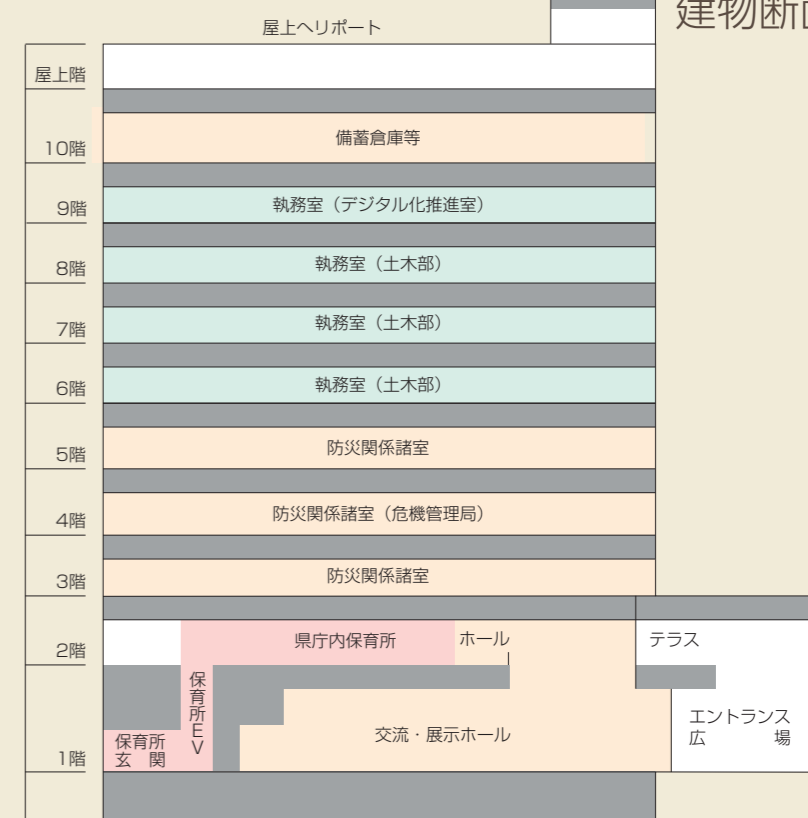 建物断
屋上ヘリポート
屋上階
10階
備蓄倉庫等
9階
執務室（デジタル化推進室）
8階
執務室（土木部）
7階
執務室（土木部）
6階
執務室（土木部）
5階
防災関係諸室
4階
防災関係諸室（危機管理局）
3階
防災関係諸室
2階
県庁内保育所
ホール
テラス
保育所EV
保育所
玄　関
交流・展示ホール
エントランス
広　　場
1階